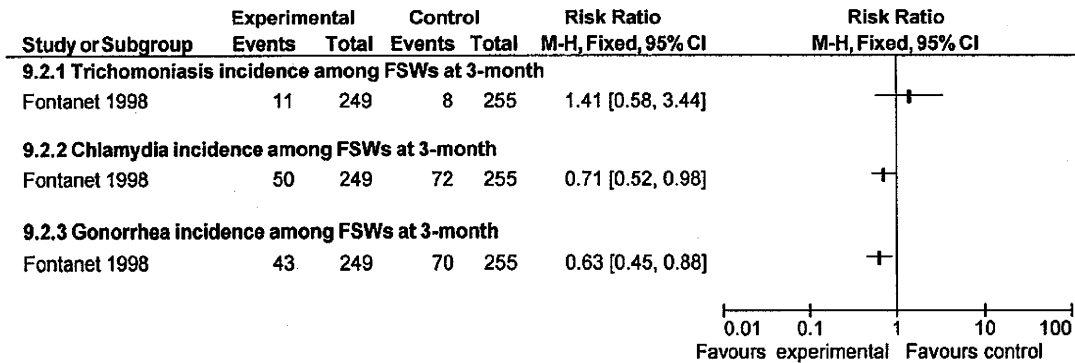 Experimental Control Risk Ratio Risk Ratio
Study or Subgroup Events Total Events Total M-H, Fixed, 95% CI M-H, Fixed, 95% CI
9.2.1 Trichomoniasis incidence among FSWs at 3-month
Fontanet 1998 11 249 8 255 1.41 [0.58, 3.44]
9.2.2 Chlamydia incidence among FSWs at 3-month
Fontanet 1998 50 249 72 255 0.71 [0.52, 0.98]
9.2.3 Gonorrhea incidence among FSWs at 3-month
Fontanet 1998 43 249 70 255 0.63 [0.45, 0.88]
0.01 0.1 1 10 100
Favours experimental Favours control